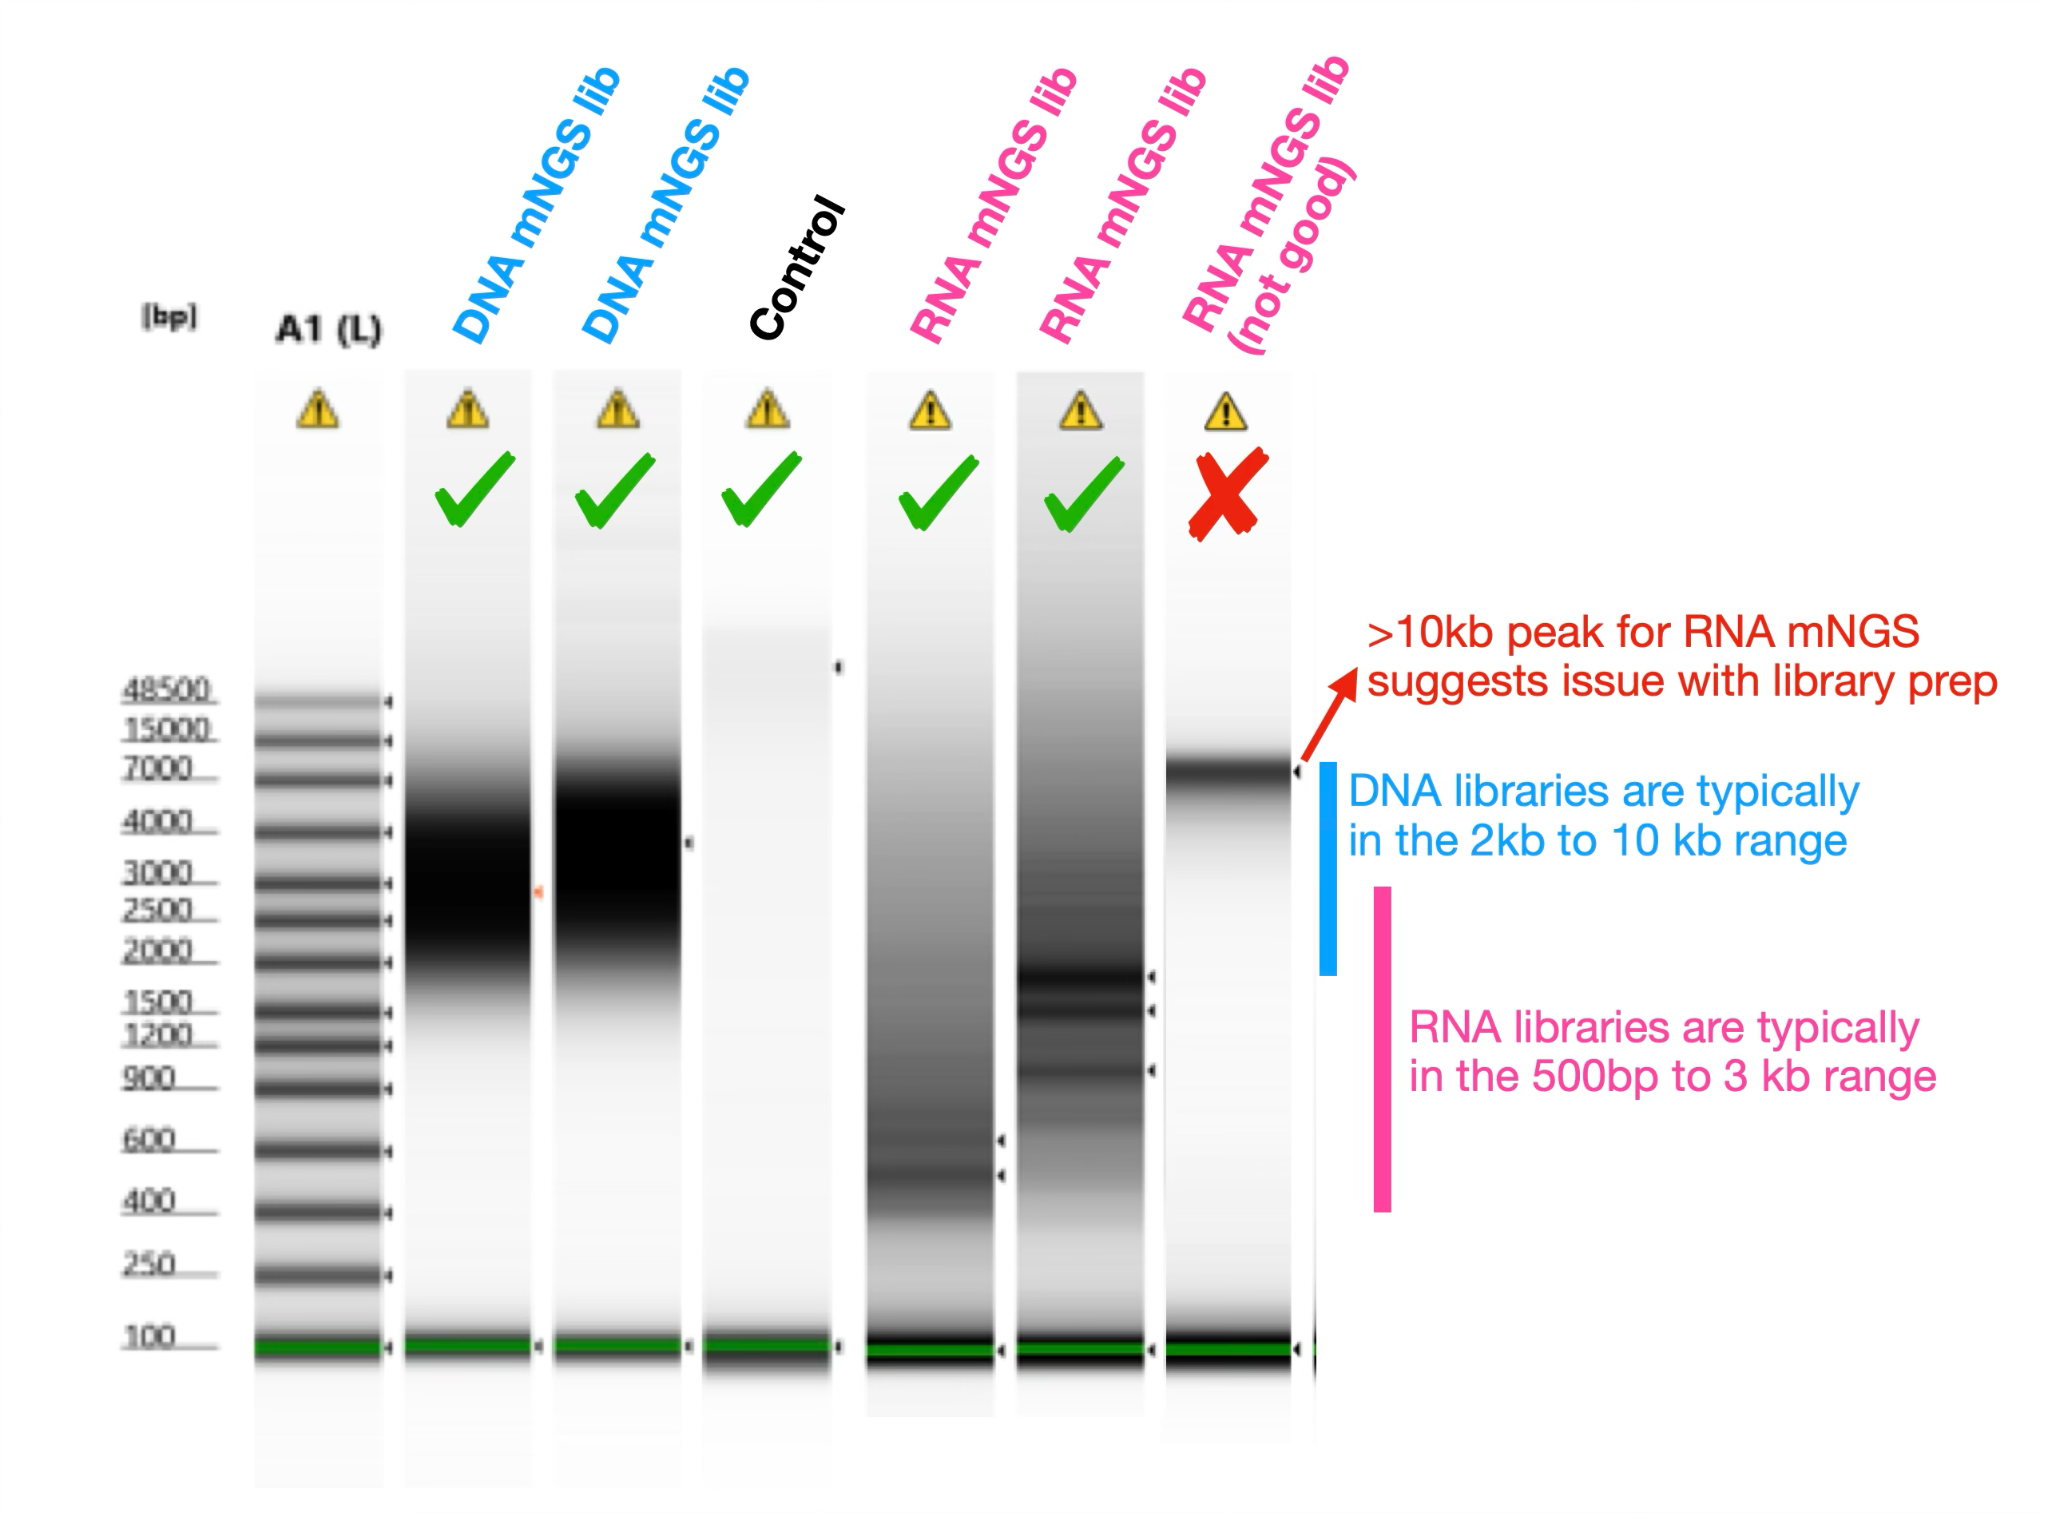 DNA mNGS lib
DNA mNGS lib
Control
RNA mNGS lib
RNA mNGS lib
RNA mNGS lib
(not good)
[bp]
A1 (L)
48500
15000
7000
4000
3000
2500
2000
1500
1200
900
600
400
250
100
>10kb peak for RNA mNGS
suggests issue with library prep
DNA libraries are typically
in the 2kb to 10 kb range
RNA libraries are typically
in the 500bp to 3 kb range